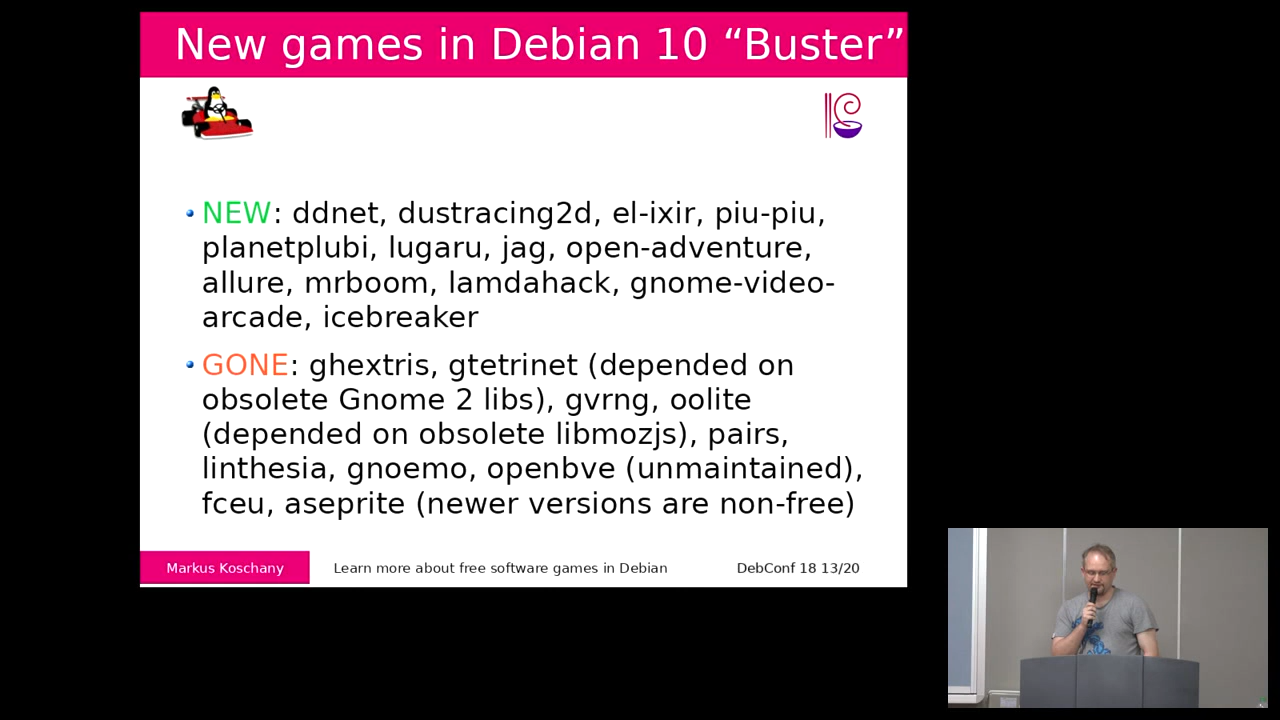 New games in Debian 10 “Buster”
NEW: ddnet, dustracing2d, el-ixir, piu-piu,
planetplubi, lugaru, jag, open-adventure,
allure, mrboom, lamdahack, gnome-video-
arcade, icebreaker
GONE: ghextris, gtetrinet (depended on
obsolete Gnome 2 libs), gvrng, oolite
(depended on obsolete libmozjs), pairs,
linthesia, gnoemo, openbve (unmaintained),
fceu, aseprite (newer versions are non-free)
Markus Koschany
Learn more about free software games in Debian
DebConf 18 13/20